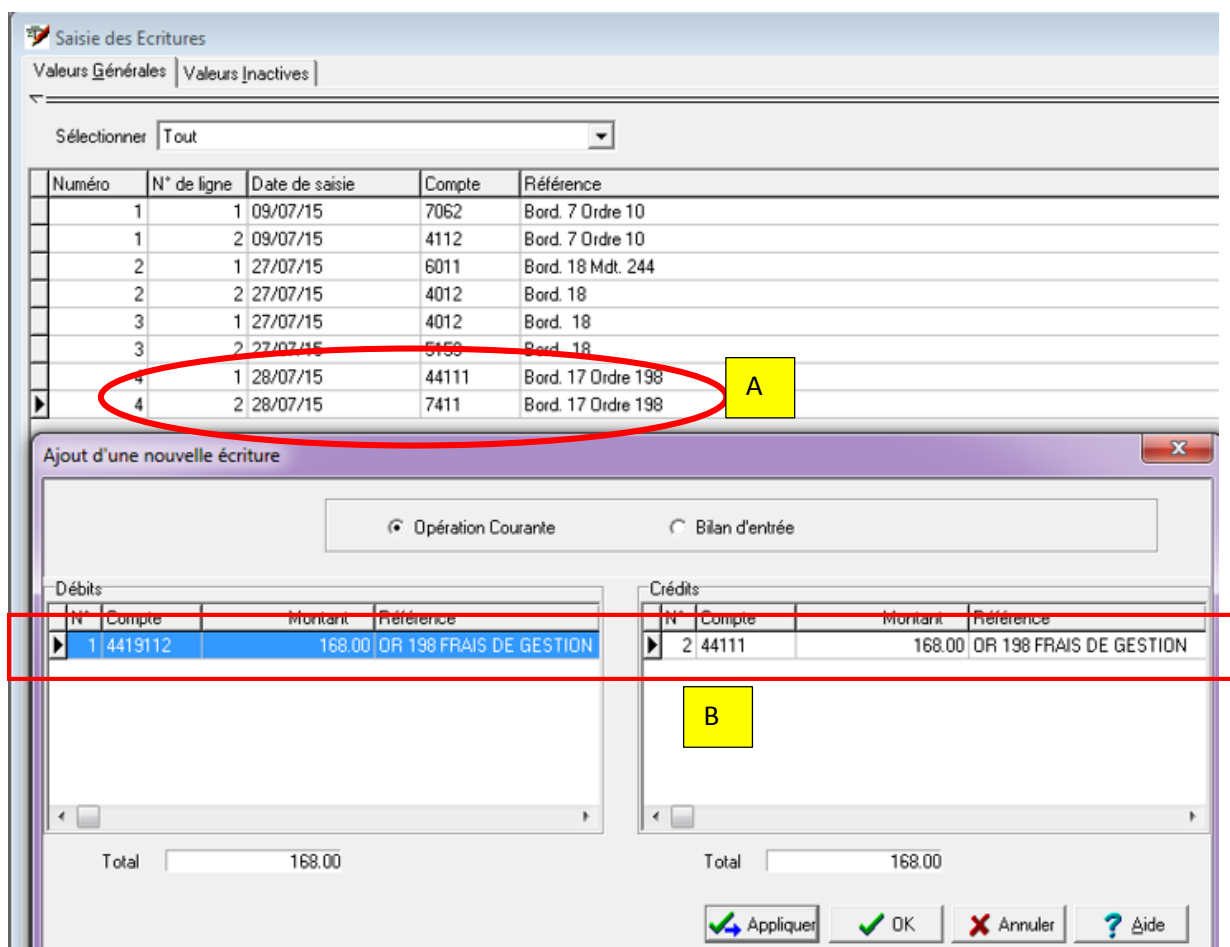 Saisie des Ecritures
Valeurs Générales Valeurs Inactives
Sélectionner Tout
Numéro N° de ligne Date de saisie Compte Référence
1 1 09/07/15 7062 Bord. 7 Ordre 10
1 2 09/07/15 4112 Bord. 7 Ordre 10
2 1 27/07/15 6011 Bord. 18 Mdt. 244
2 2 27/07/15 4012 Bord. 18
3 1 27/07/15 4012 Bord. 18
3 2 27/07/15 5159 Bord. 18
4 1 28/07/15 44111 Bord. 17 Ordre 198
A
4 2 28/07/15 7411 Bord. 17 Ordre 198
Ajout d'une nouvelle écriture
Opération Courante Bilan d'entrée
Débits Crédits
N° Compte Montant Référence N° Compte Montant Référence
1 4419112 168.00 OR 198 FRAIS DE GESTION 2 44111 168.00 OR 198 FRAIS DE GESTION
B
Total 168.00 Total 168.00
Appliquer OK Annuler Aide